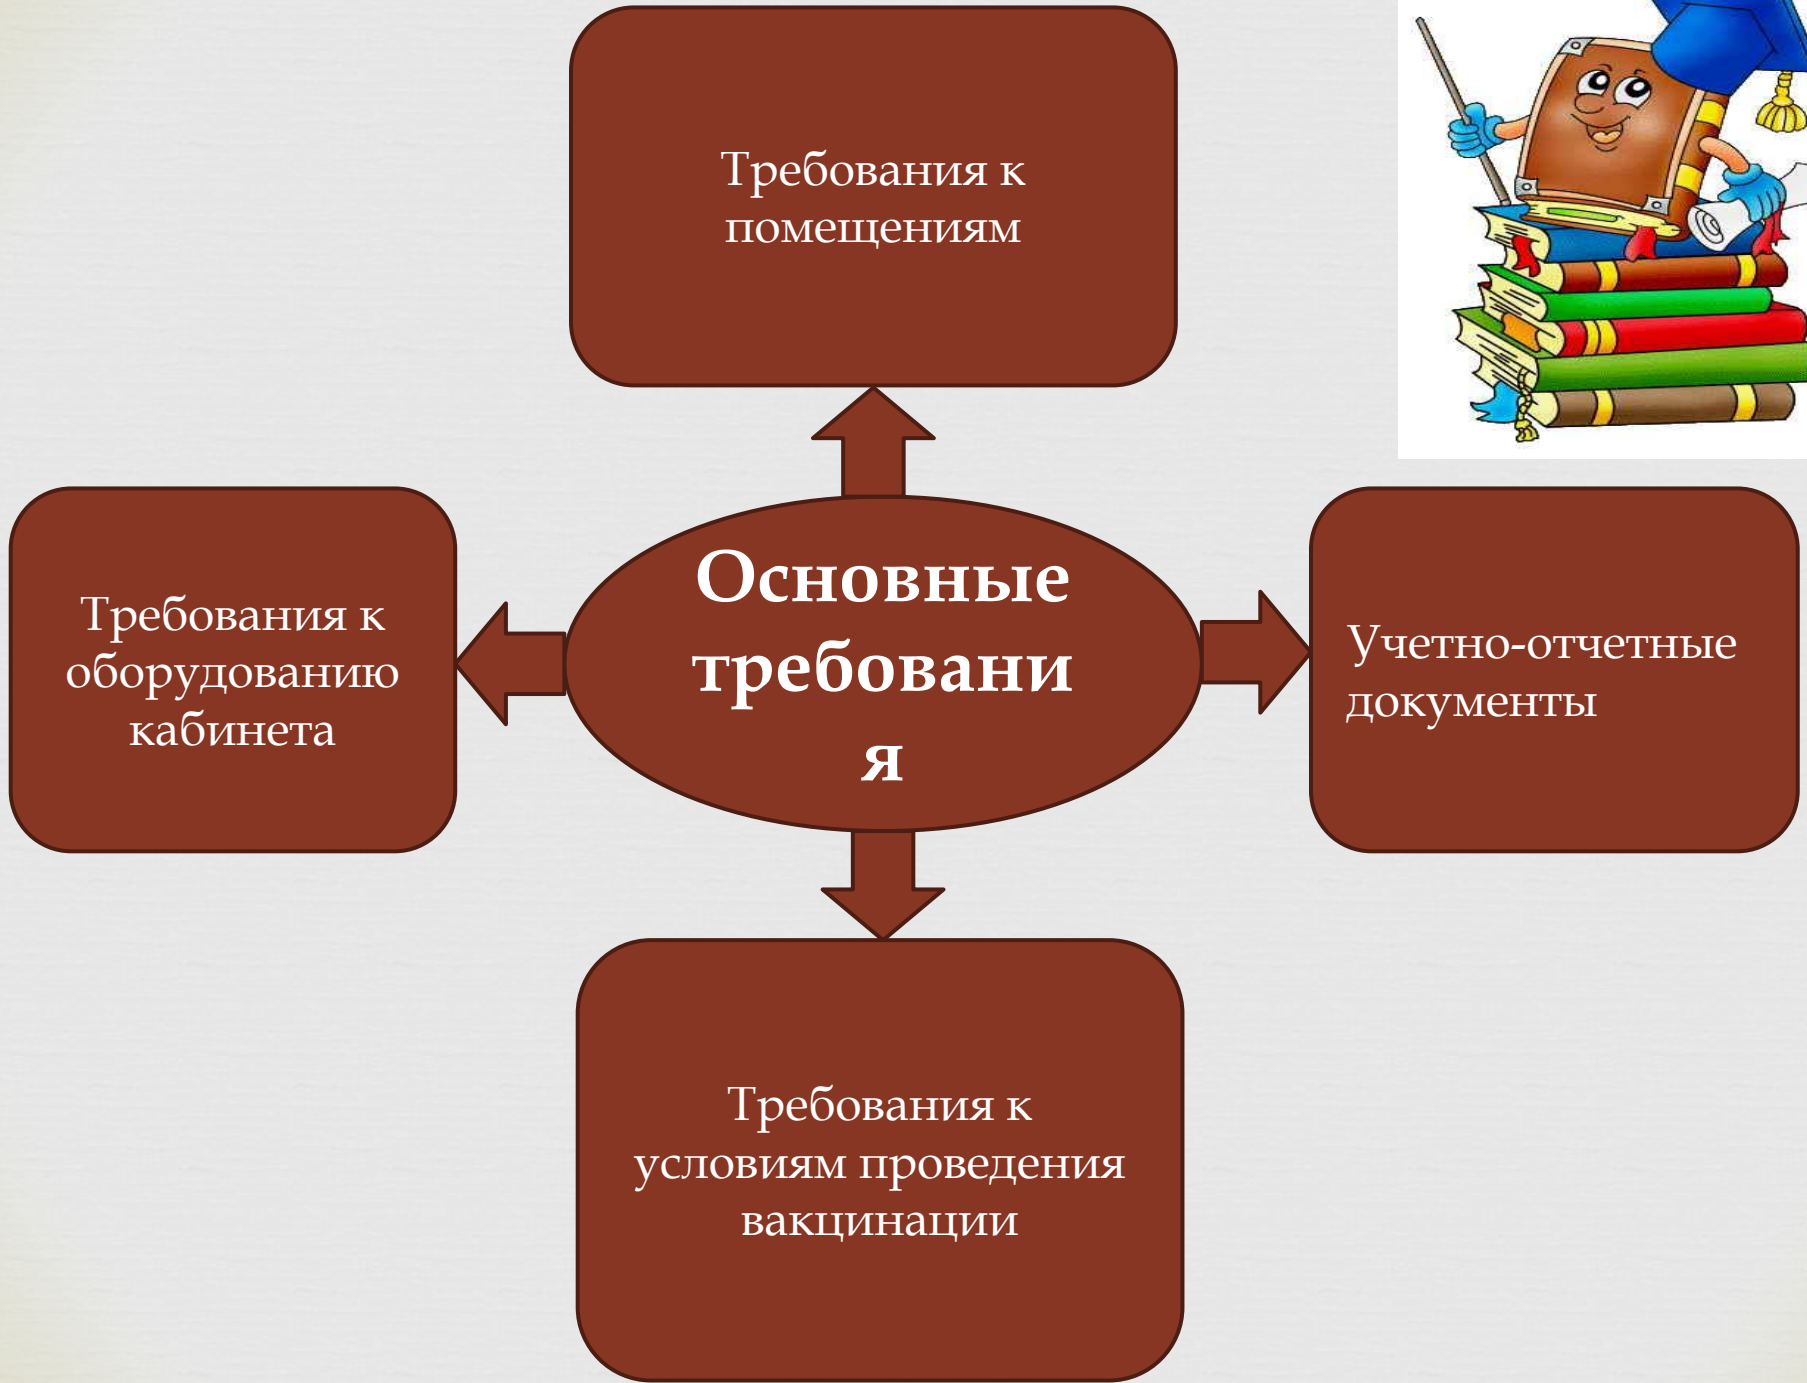 Требования к
помещениям
Требования к
оборудованию
кабинета
Основные
требовани
я
Учетно-отчетные
документы
Требования к
условиям проведения
вакцинации